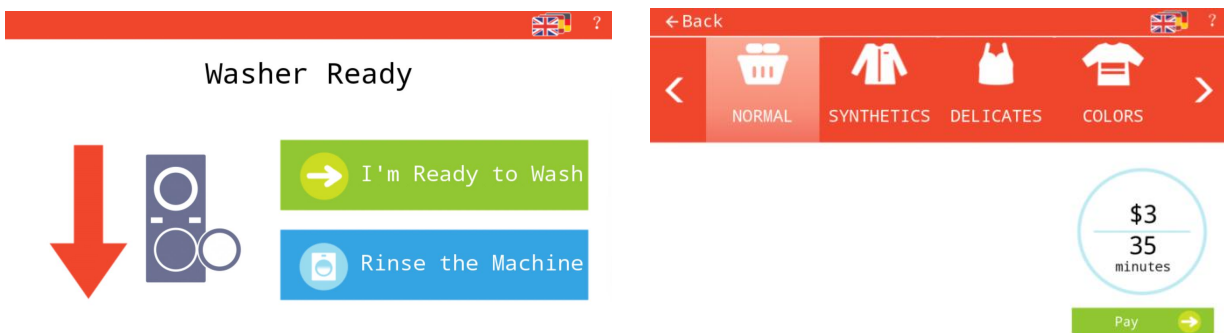 ?
Washer Ready
I'm Ready to Wash
Rinse the Machine
←Back ?
NORMAL SYNTHETICS DELICATES COLORS
$3
35
minutes
Pay